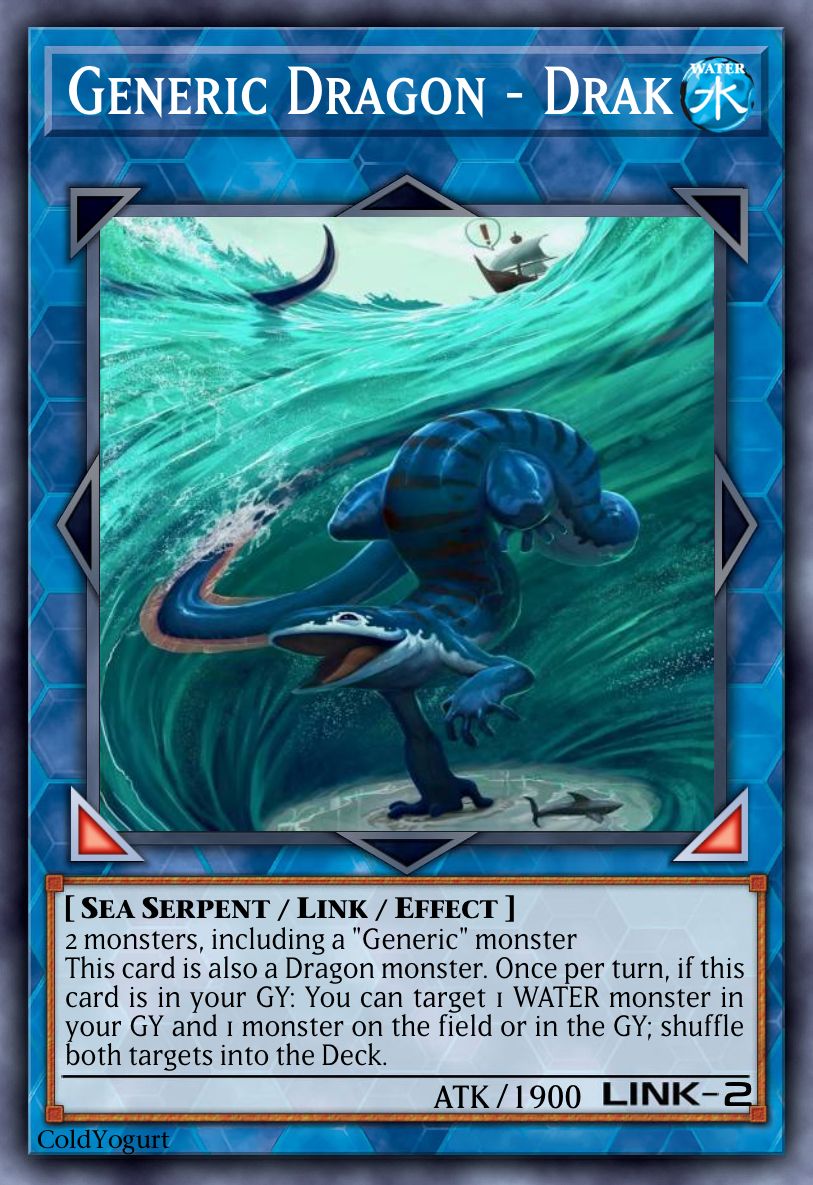 Generic Dragon - Drak
WATER
水
!
[ Sea Serpent / Link / Effect ]
2 monsters, including a "Generic" monster
This card is also a Dragon monster. Once per turn, if this
card is in your GY: You can target 1 WATER monster in
your GY and 1 monster on the field or in the GY; shuffle
both targets into the Deck.
ATK / 1900 LINK-2
ColdYogurt